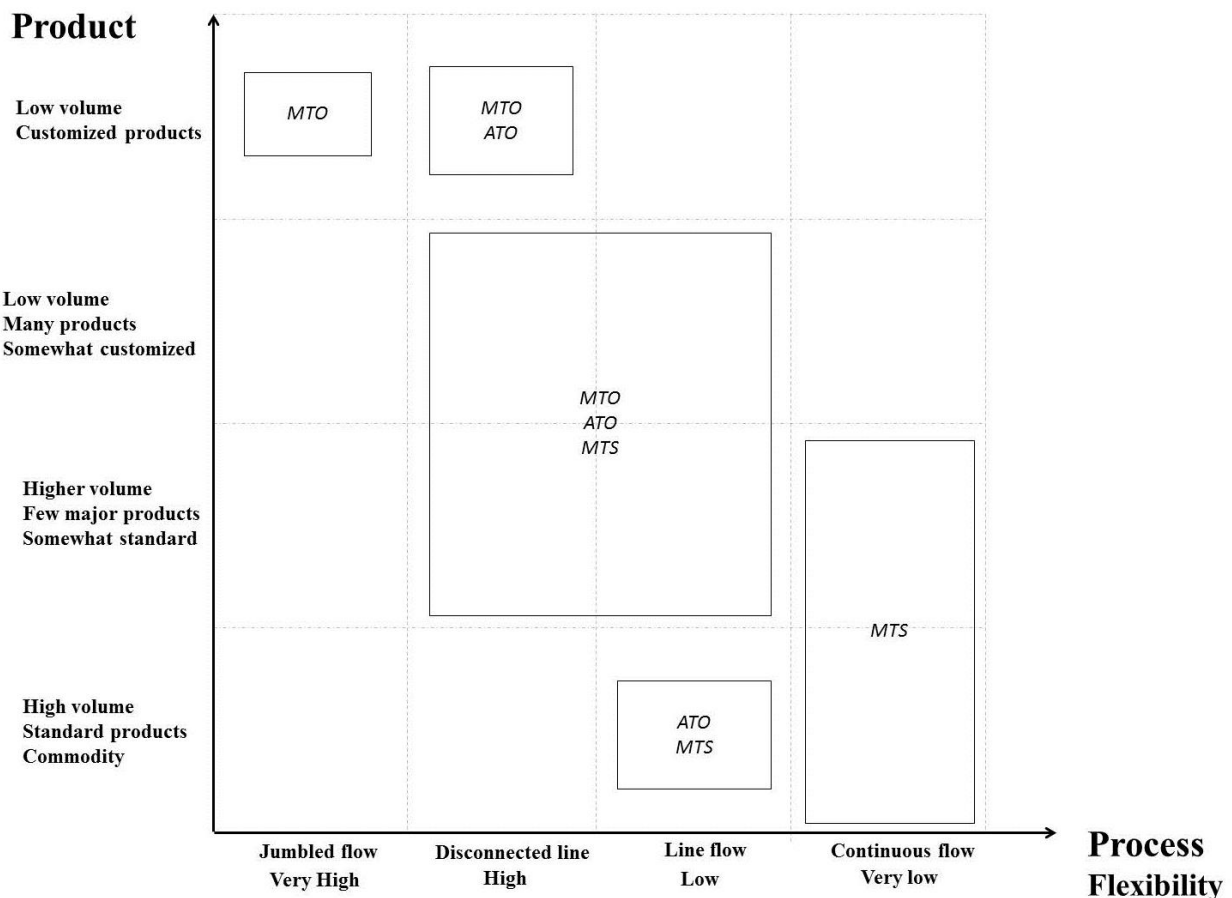 Product
Low volume
Customized products
MTO
MTO
ATO
Low volume
Many products
Somewhat customized
MTO
ATO
MTS
Higher volume
Few major products
Somewhat standard
MTS
High volume
Standard products
Commodity
ATO
MTS
Jumbled flow
Very High
Disconnected line
High
Line flow
Low
Continuous flow
Very low
Process
Flexibility